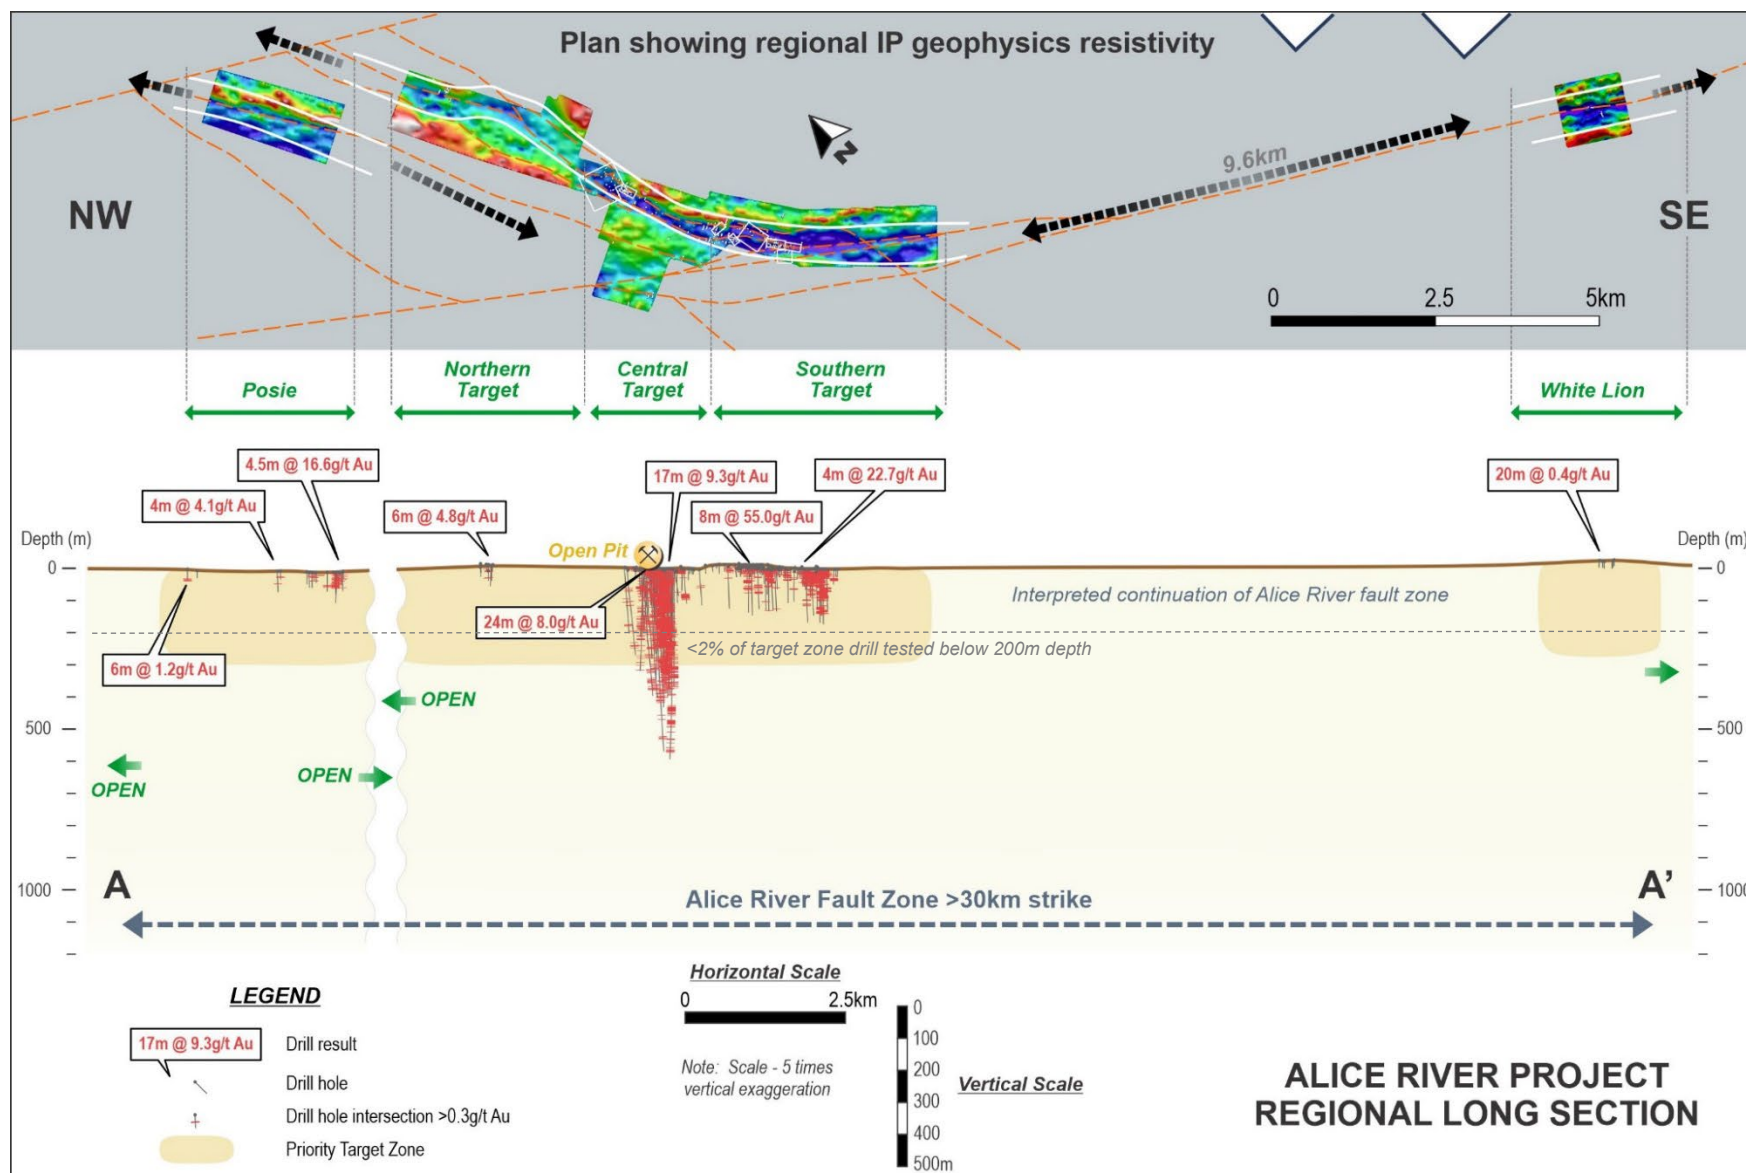 Plan showing regional IP geophysics resistivity
NW
N
9.6km
SE
0 2.5 5km
Posie
Northern
Target
Central
Target
Southern
Target
White Lion
4.5m @ 16.6g/t Au
17m @ 9.3g/t Au
4m @ 22.7g/t Au
20m @ 0.4g/t Au
4m @ 4.1g/t Au
6m @ 4.8g/t Au
8m @ 55.0g/t Au
Depth (m)
Open Pit
Depth (m)
0
0
Interpreted continuation of Alice River fault zone
24m @ 8.0g/t Au
<2% of target zone drill tested below 200m depth
6m @ 1.2g/t Au
OPEN
500
500
OPEN
OPEN
1000
A
Alice River Fault Zone >30km strike
A’
1000
LEGEND
17m @ 9.3g/t Au
Drill result
Drill hole
Drill hole intersection >0.3g/t Au
Priority Target Zone
Horizontal Scale
0 2.5km
Note: Scale - 5 times
vertical exaggeration
0
100
200
300
400
500m
Vertical Scale
ALICE RIVER PROJECT
REGIONAL LONG SECTION